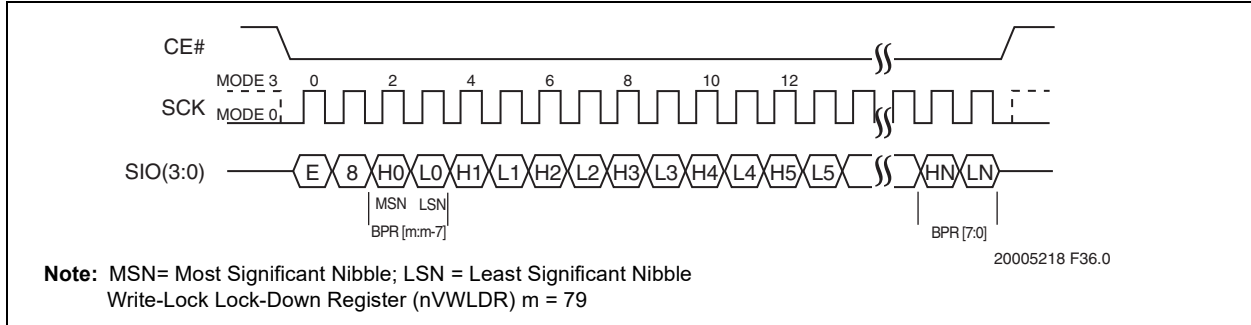 CE#
MODE 3 0 2 4 6 8 10 12
SCK MODE 0
SIO(3:0) E 8 H0 L0 H1 L1 H2 L2 H3 L3 H4 L4 H5 L5 HN LN
MSN LSN
BPR [m:m-7] BPR [7:0]
20005218 F36.0
Note: MSN= Most Significant Nibble; LSN = Least Significant Nibble
Write-Lock Lock-Down Register (nVWLDR) m = 79